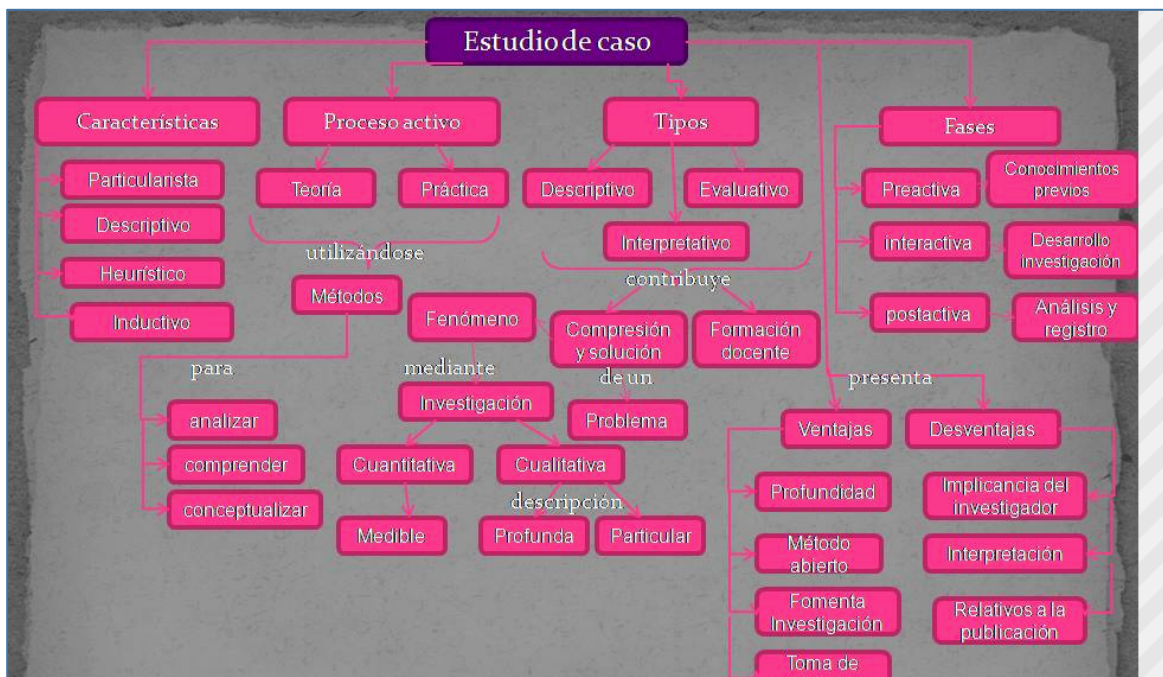 Estudio de caso
Características
Proceso activo
Tipos
Fases
Particularista
Descriptivo
Heurístico
Inductivo
Teoría
Práctica
utilizándose
Métodos
para
analizar
comprender
conceptualizar
Descriptivo
Evaluativo
Interpretativo
contribuye
Fenómeno
Compresión
y solución
Formación
docente
de un
Problema
mediante
Investigación
Cuantitativa
Cualitativa
descripción
Medible
Profunda
Particular
Preactiva
Conocimientos
previos
interactiva
Desarrollo
investigación
postactiva
Análisis y
registro
presenta
Ventajas
Desventajas
Profundidad
Método
abierto
Fomenta
Investigación
Toma de
Implicancia del
investigador
Interpretación
Relativos a la
publicación